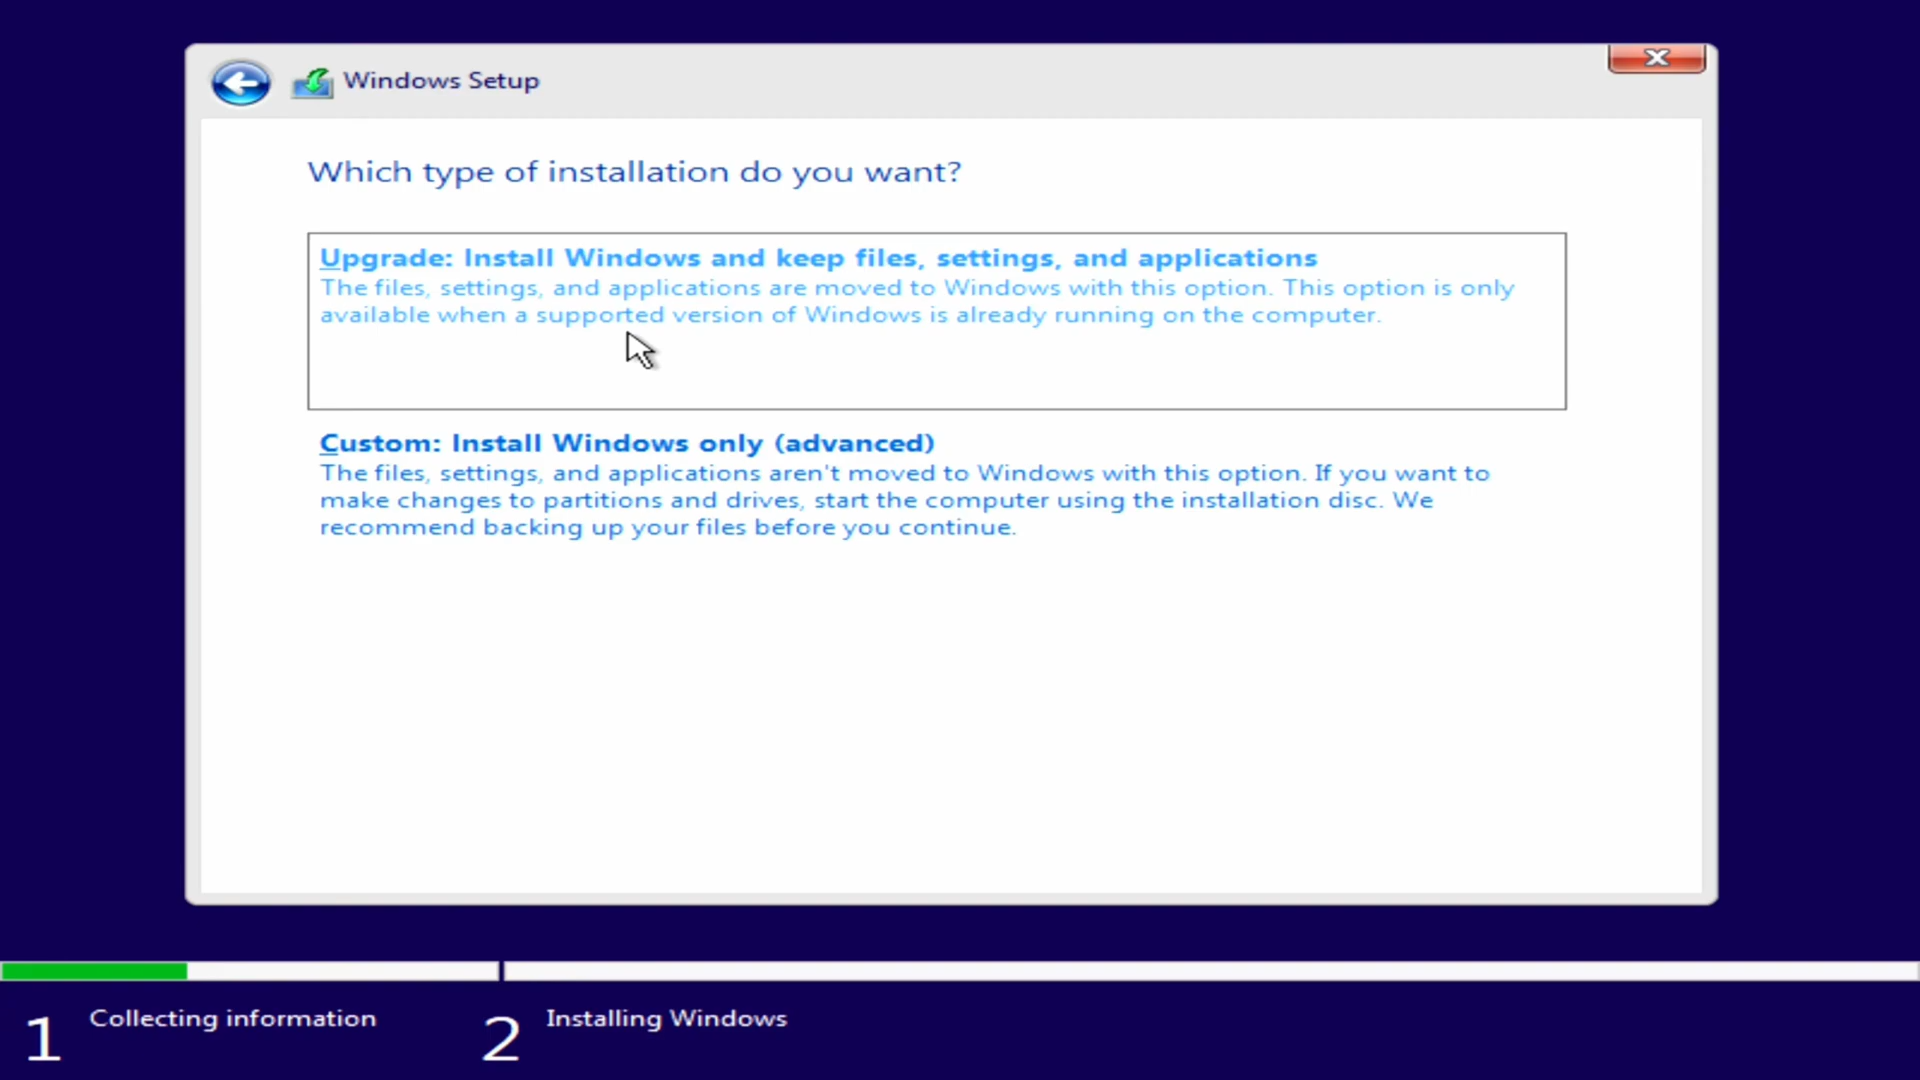 Windows Setup
Which type of installation do you want?
Upgrade: Install Windows and keep files, settings, and applications
The files, settings, and applications are moved to Windows with this option. This option is only
available when a supported version of Windows is already running on the computer.
Custom: Install Windows only (advanced)
The files, settings, and applications aren't moved to Windows with this option. If you want to
make changes to partitions and drives, start the computer using the installation disc. We
recommend backing up your files before you continue.
1 Collecting information
2 Installing Windows